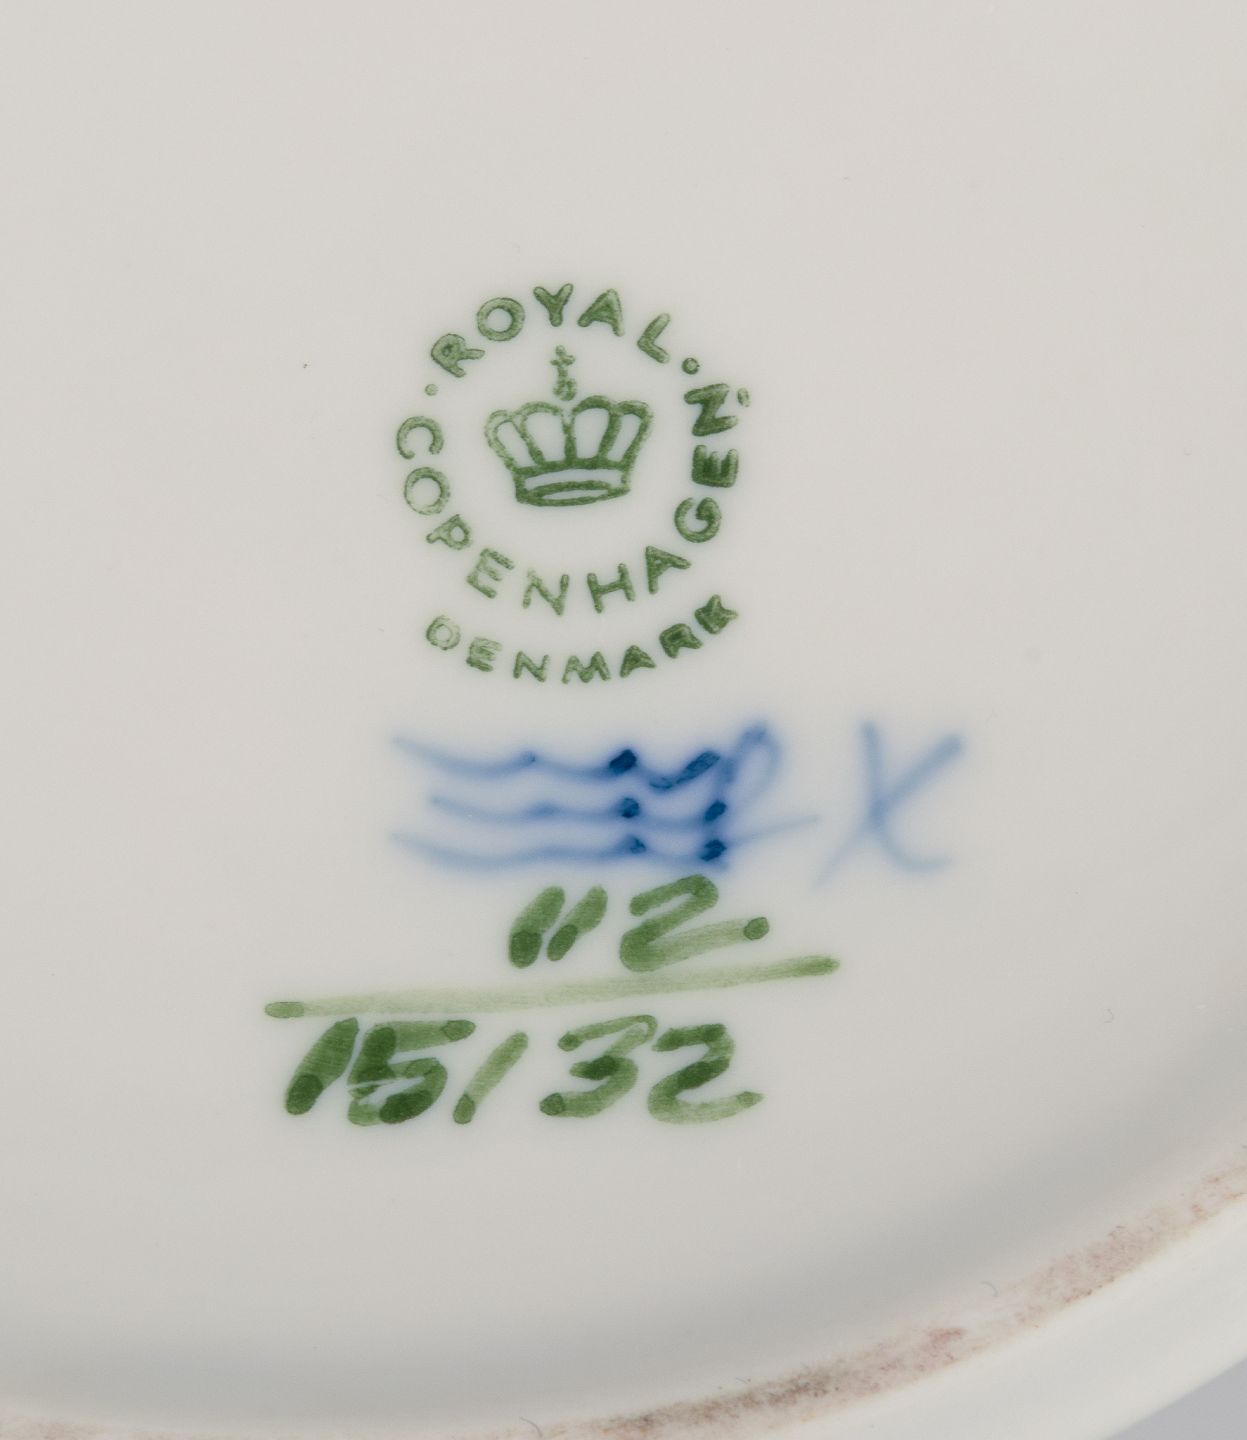 ROYAL
COPENHAGEN
DENMARK
X
112.
15132